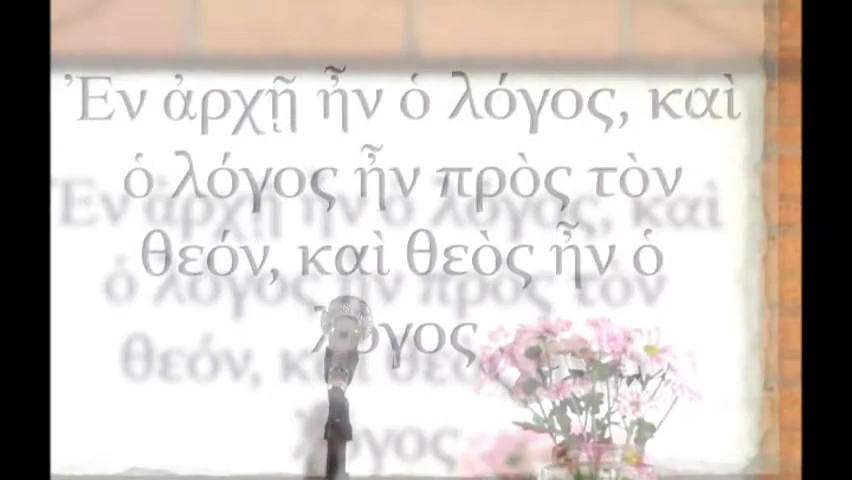 Ἐν ἀρχῇ ἦν ὁ λόγος, καὶ
ὁ λόγος ἦν πρὸς τὸν
θεόν, καὶ θεὸς ἦν ὁ
λόγος